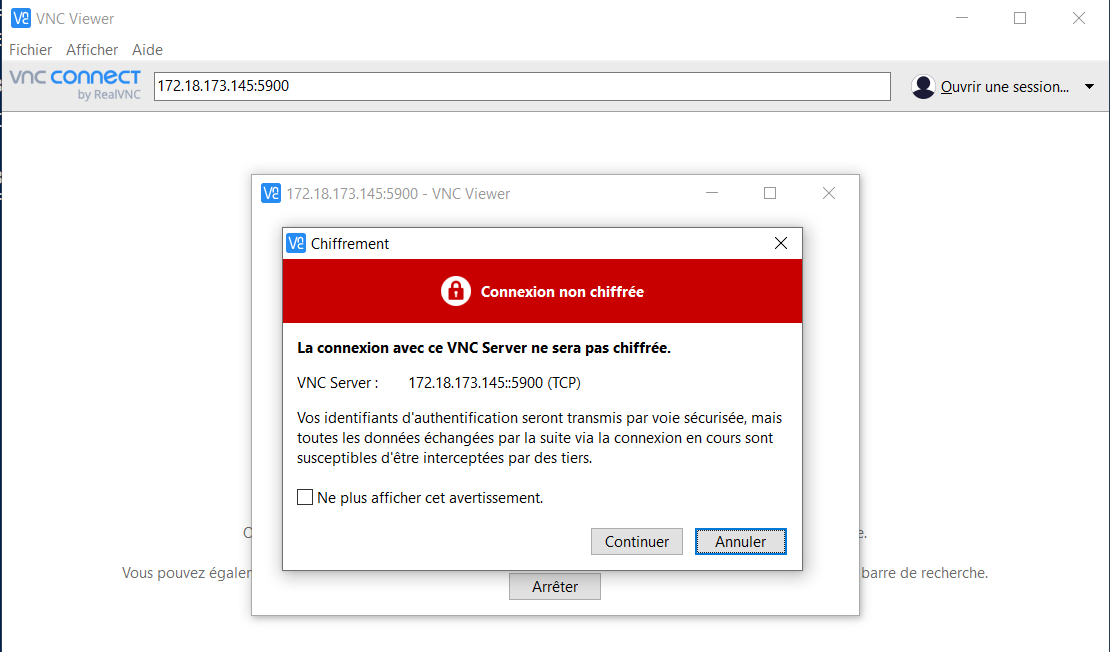 VNC Viewer
Fichier Afficher Aide
vnc connect
by RealVNC
172.18.173.145:5900
Ouvrir une session...
172.18.173.145:5900 - VNC Viewer
Chiffrement
Connexion non chiffrée
La connexion avec ce VNC Server ne sera pas chiffrée.
VNC Server : 172.18.173.145::5900 (TCP)
Vos identifiants d'authentification seront transmis par voie sécurisée, mais
toutes les données échangées par la suite via la connexion en cours sont
susceptibles d'être interceptées par des tiers.
Ne plus afficher cet avertissement.
Continuer Annuler
Vous pouvez également barre de recherche.
Arrêter